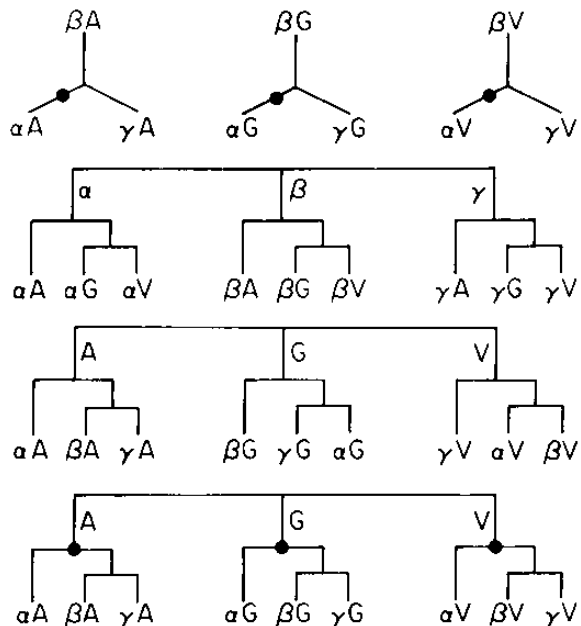 βA βG βV
αA γA αG γG αV γV
α β γ
αA αG αV βA βG βV γA γG γV
A G V
αA βA γA βG γG αG γV αV βV
A G V
αA βA γA αG βG γG αV βV γV